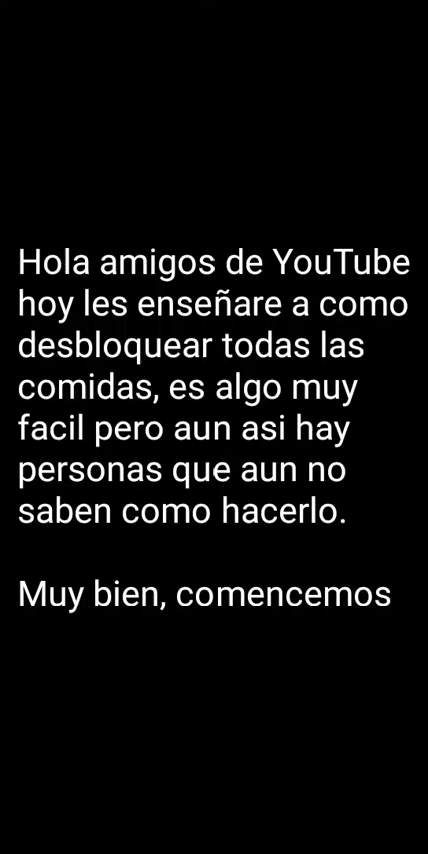 Hola amigos de YouTube
hoy les enseñare a como
desbloquear todas las
comidas, es algo muy
facil pero aun asi hay
personas que aun no
saben como hacerlo.
Muy bien, comencemos